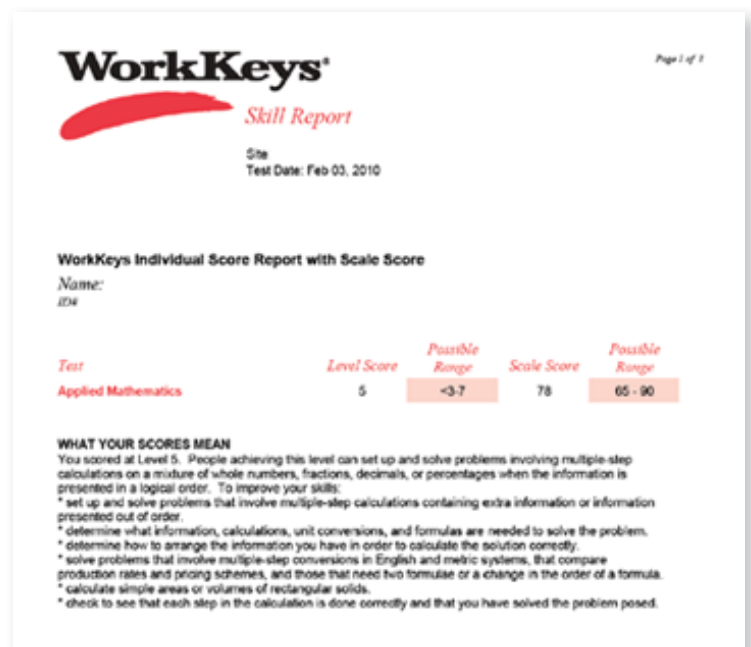 WorkKeys®
Page 1 of 3
Skill Report
Site
Test Date: Feb 03, 2010
WorkKeys Individual Score Report with Scale Score
Name:
ID#
Test Level Score Possible Range Scale Score Possible Range
Applied Mathematics 5 <3-7 78 65 - 90
WHAT YOUR SCORES MEAN
You scored at Level 5. People achieving this level can set up and solve problems involving multiple-step
calculations on a mixture of whole numbers, fractions, decimals, or percentages when the information is
presented in a logical order. To improve your skills:
* set up and solve problems that involve multiple-step calculations containing extra information or information
presented out of order.
* determine what information, calculations, unit conversions, and formulas are needed to solve the problem.
* determine how to arrange the information you have in order to calculate the solution correctly.
* solve problems that involve multiple-step conversions in English and metric systems, that compare
production rates and pricing schemes, and those that need two formulae or a change in the order of a formula.
* calculate simple areas or volumes of rectangular solids.
* check to see that each step in the calculation is done correctly and that you have solved the problem posed.